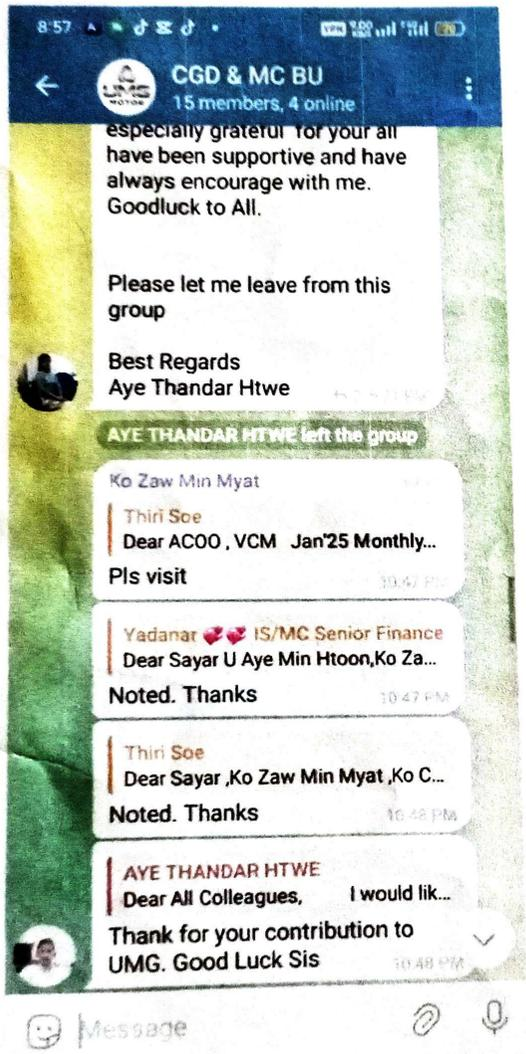 8:57
VPN
CGD & MC BU
UMG
MOTOR
15 members, 4 online
especially grateful for your all
have been supportive and have
always encourage with me.
Goodluck to All.
Please let me leave from this
group
Best Regards
Aye Thandar Htwe
AYE THANDAR HTWE left the group
Ko Zaw Min Myat
Thiri Soe
Dear ACOO , VCM Jan'25 Monthly...
Pls visit
10:47 PM
Yadanar 💞💞 IS/MC Senior Finance
Dear Sayar U Aye Min Htoon,Ko Za...
Noted. Thanks
10:47 PM
Thiri Soe
Dear Sayar ,Ko Zaw Min Myat ,Ko C...
Noted. Thanks
10:48 PM
AYE THANDAR HTWE
Dear All Colleagues, I would lik...
Thank for your contribution to
UMG. Good Luck Sis
10:48 PM
Message